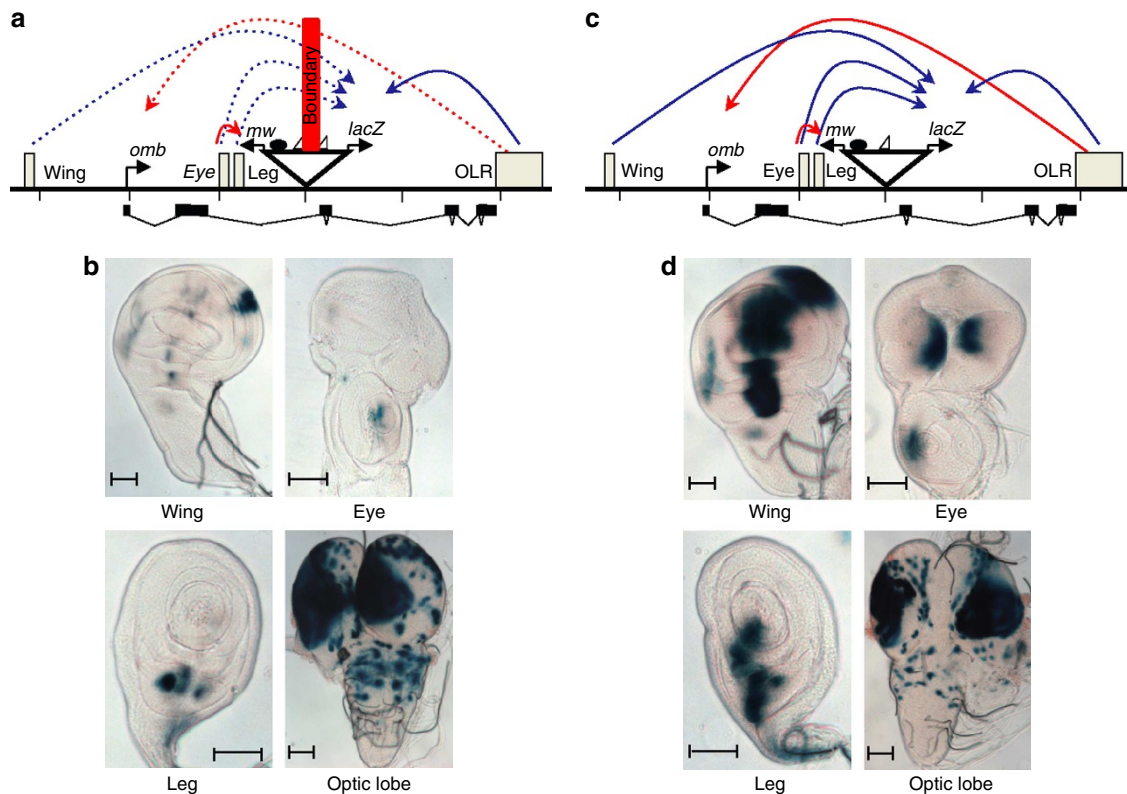 a
Boundary
mw
lacZ
omb
Wing
Eye
Leg
OLR
b
Wing
Eye
Leg
Optic lobe
c
mw
lacZ
omb
Wing
Eye
Leg
OLR
d
Wing
Eye
Leg
Optic lobe